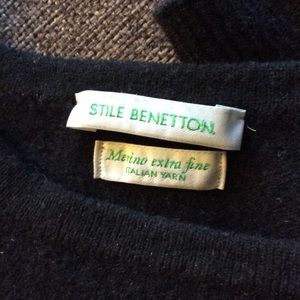 STILE BENETTON.
Merino extra fine
ITALIAN YARN